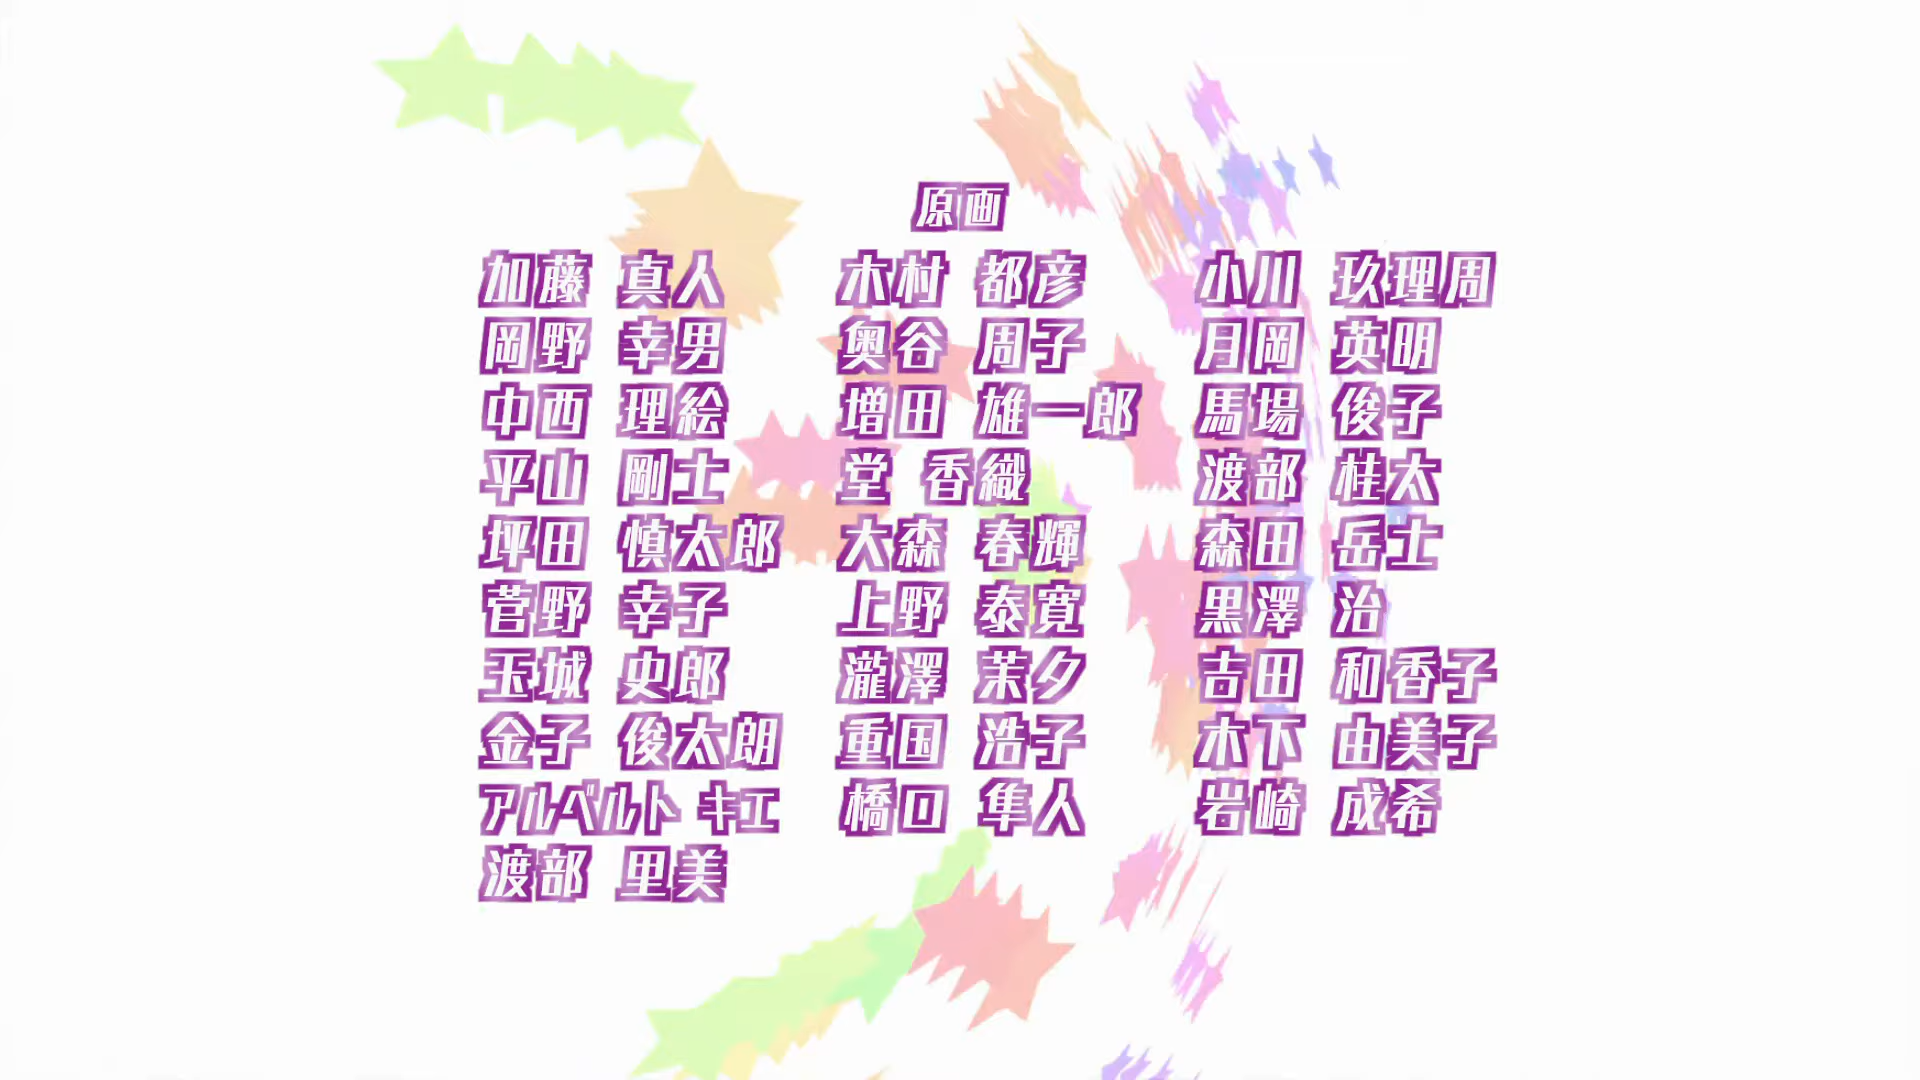 原画
加藤 真人 木村 都彦 小川 玖理周
岡野 幸男 奥谷 周子 月岡 英明
中西 理絵 増田 雄一郎 馬場 俊子
平山 剛士 堂 香織 渡部 桂太
坪田 慎太郎 大森 春輝 森田 岳士
菅野 幸子 上野 泰寛 黒澤 治
玉城 史郎 瀧澤 茉夕 吉田 和香子
金子 俊太朗 重国 浩子 木下 由美子
アルベルト キエ 橋口 隼人 岩崎 成希
渡部 里美